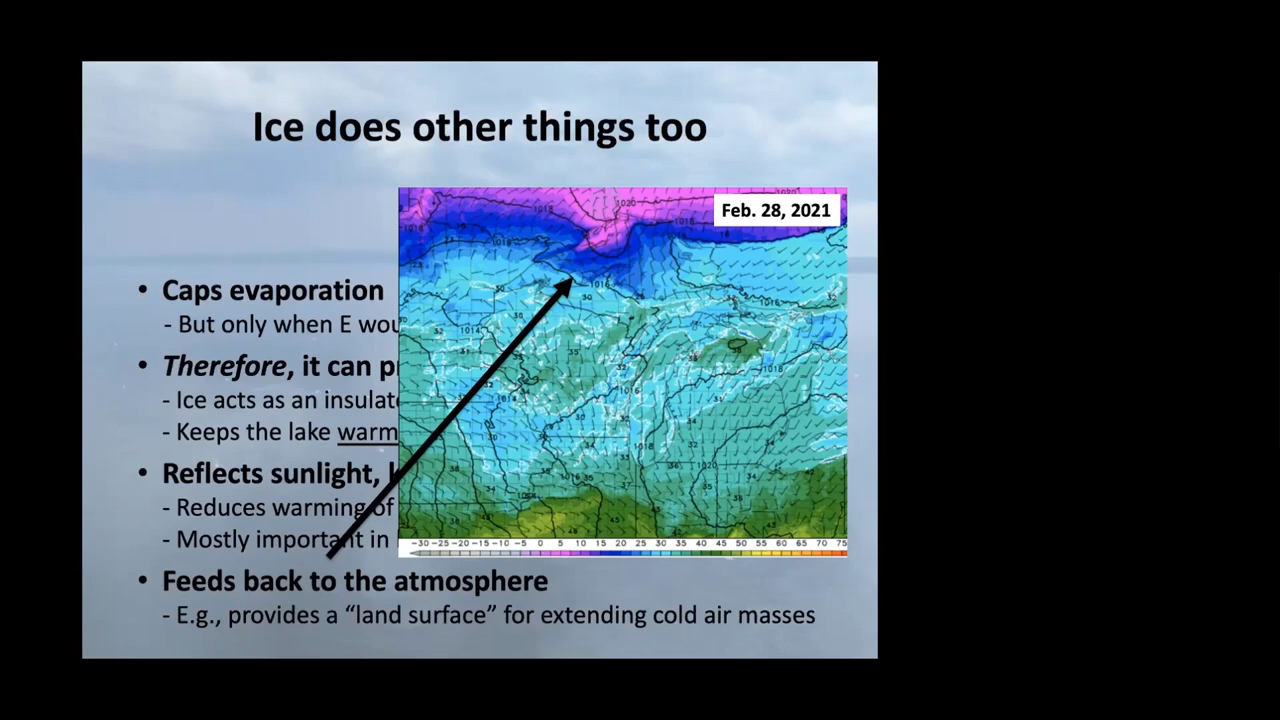 Ice does other things too
Feb. 28, 2021
• Caps evaporation
- But only when E wou
• Therefore, it can p
- Ice acts as an insulat
- Keeps the lake warm
• Reflects sunlight,
- Reduces warming of
- Mostly important in
-30 -25 -20 -15 -10 -5 0 5 10 15 20 25 30 35 40 45 50 55 60 65 70 75
• Feeds back to the atmosphere
- E.g., provides a “land surface” for extending cold air masses